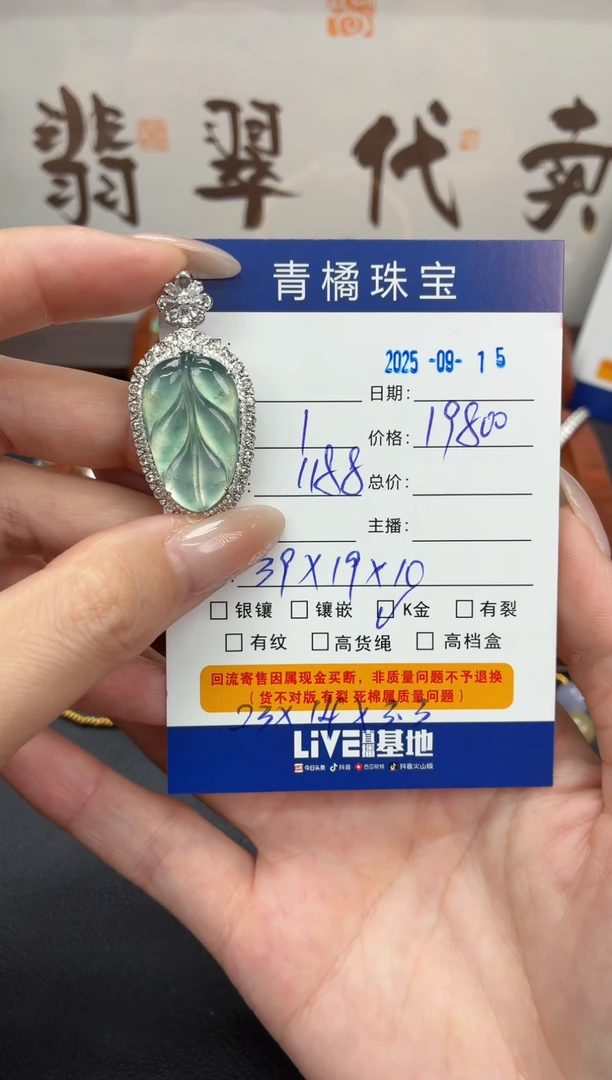 翡翠代卖
青橘珠宝
2025-09-15
日期:
1 价格: 19800
1188 总价:
主播:
39×19×10
□ 银镶 □ 镶嵌 ☑ K金 □ 有裂
□ 有纹 □ 高货绳 □ 高档盒
回流寄售因属现金买断，非质量问题不予退换
（货不对版 有裂 死棉属质量问题）
23×14×3.3
LiVE直播基地
今日头条 抖音 西瓜视频 抖音火山版